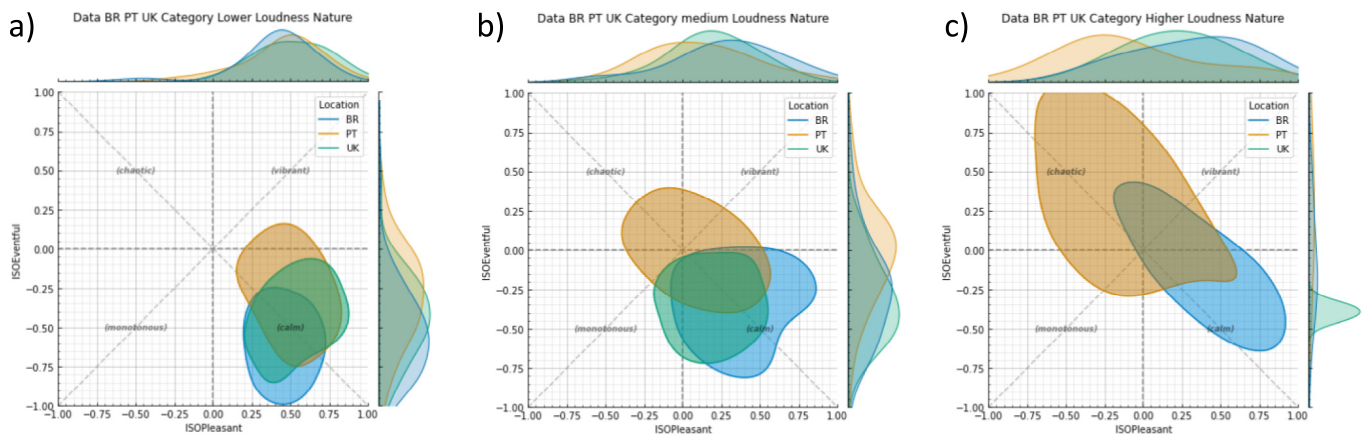 a)
Data BR PT UK Category Lower Loudness Nature
1.00
0.75
0.50
0.25
0.00
−0.25
−0.50
−0.75
−1.00
ISOEventful
Location
BR
PT
UK
(chaotic)
(vibrant)
(monotonous)
(calm)
−1.00 −0.75 −0.50 −0.25 0.00 0.25 0.50 0.75 1.00
ISOPleasant
b)
Data BR PT UK Category medium Loudness Nature
1.00
0.75
0.50
0.25
0.00
−0.25
−0.50
−0.75
−1.00
ISOEventful
Location
BR
PT
UK
(chaotic)
(vibrant)
(monotonous)
(calm)
−1.00 −0.75 −0.50 −0.25 0.00 0.25 0.50 0.75 1.00
ISOPleasant
c)
Data BR PT UK Category Higher Loudness Nature
1.00
0.75
0.50
0.25
0.00
−0.25
−0.50
−0.75
−1.00
ISOEventful
Location
BR
PT
UK
(chaotic)
(vibrant)
(monotonous)
(calm)
−1.00 −0.75 −0.50 −0.25 0.00 0.25 0.50 0.75 1.00
ISOPleasant